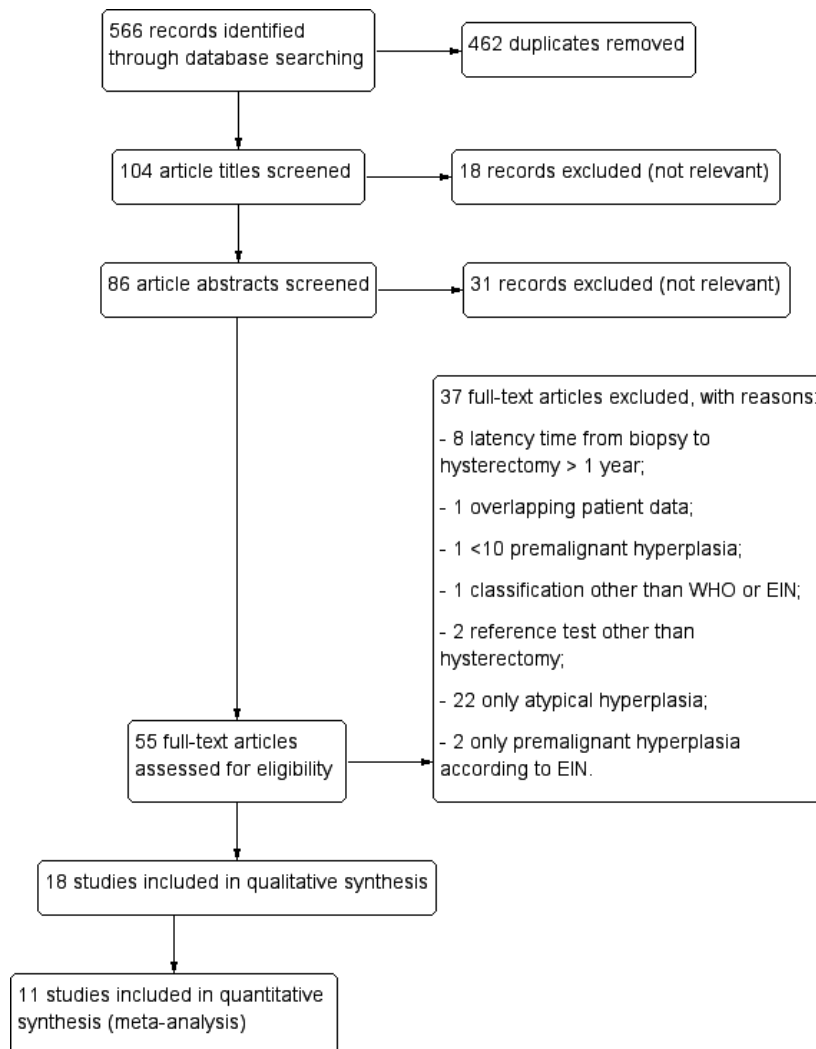 566 records identified
through database searching
462 duplicates removed
104 article titles screened
18 records excluded (not relevant)
86 article abstracts screened
31 records excluded (not relevant)
37 full-text articles excluded, with reasons:
- 8 latency time from biopsy to
hysterectomy > 1 year;
- 1 overlapping patient data;
- 1 <10 premalignant hyperplasia;
- 1 classification other than WHO or EIN;
- 2 reference test other than
hysterectomy;
- 22 only atypical hyperplasia;
- 2 only premalignant hyperplasia
according to EIN.
55 full-text articles
assessed for eligibility
18 studies included in qualitative synthesis
11 studies included in quantitative
synthesis (meta-analysis)